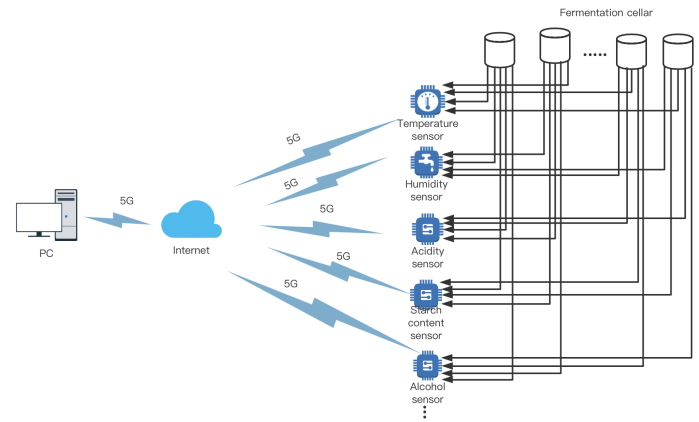 Fermentation cellar
5G
Temperature
sensor
5G
Humidity
sensor
5G
5G
PC
Internet
Acidity
sensor
5G
5G
Starch
content
sensor
Alcohol
sensor